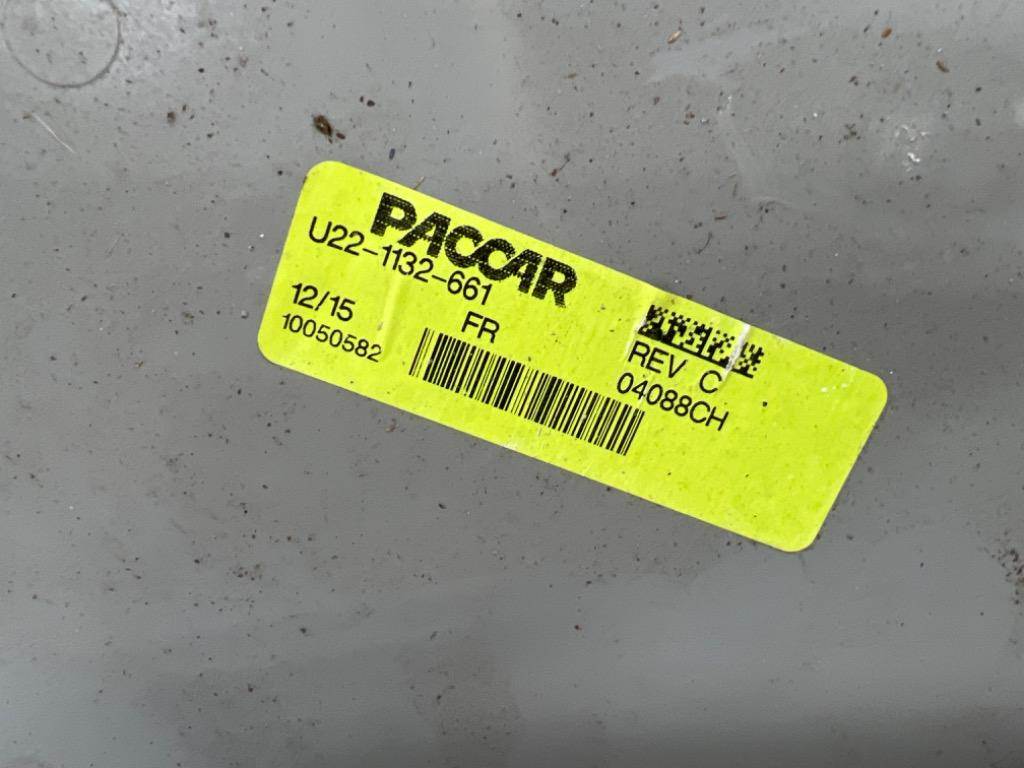 PACCAR
U22-1132-661
12/15
FR
10050582
REV C
04088CH